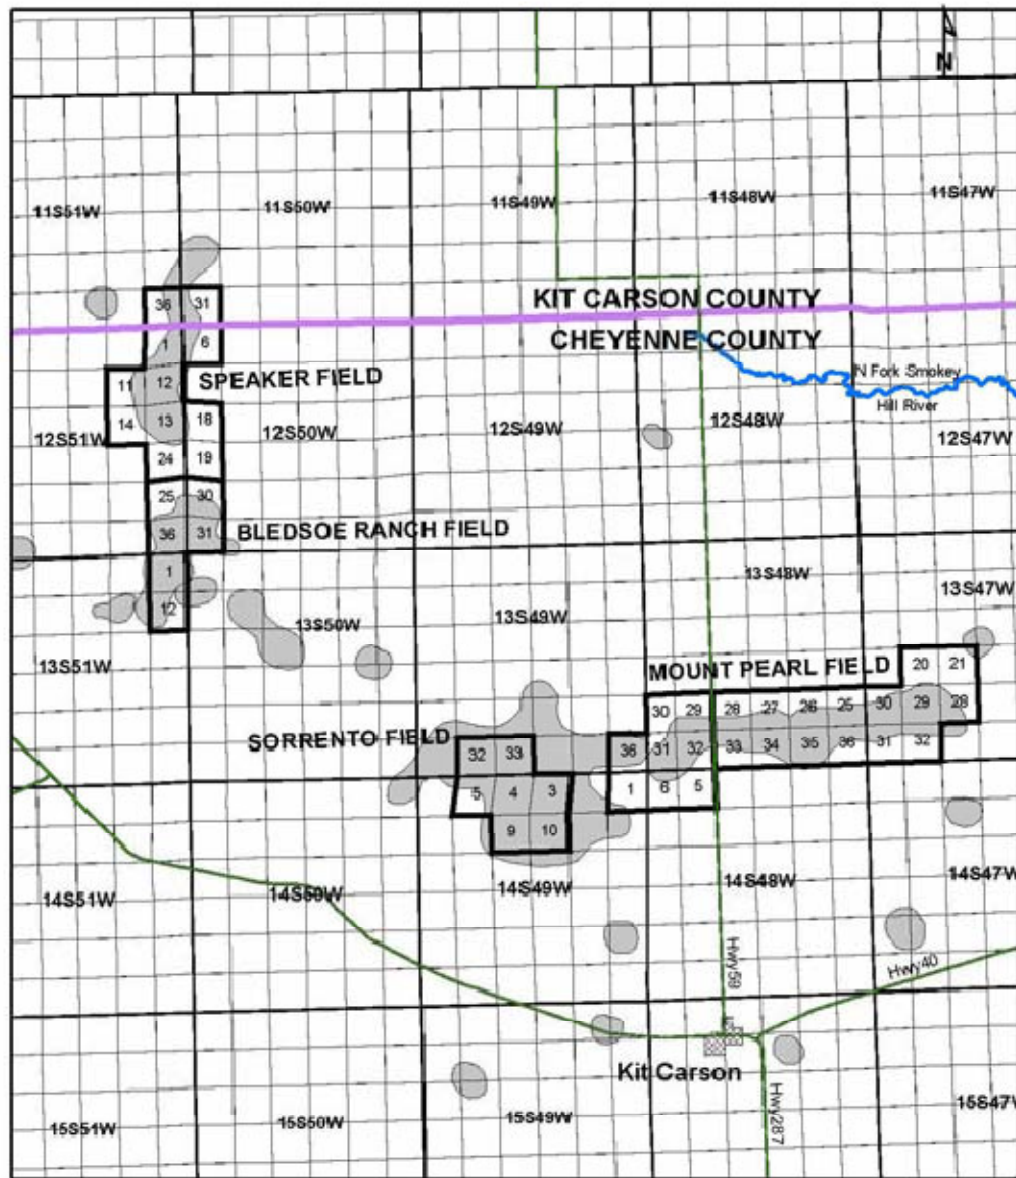 N
11S51W
11S50W
11S49W
11S48W
11S47W
36 31
KIT CARSON COUNTY
1 6
CHEYENNE COUNTY
N Fork Smokey
Hill River
11 12
SPEAKER FIELD
14 13 18
12S51W
12S50W
12S49W
12S48W
12S47W
24 19
25 30
36 31
BLEDSOE RANCH FIELD
1
12
13S51W
13S50W
13S49W
13S48W
13S47W
MOUNT PEARL FIELD
20 21
30 29 28 27 26 25 30 29 28
SORRENTO FIELD
32 33
36 31 32 33 34 35 36 31 32
5 4 3
1 6 5
9 10
14S51W
14S50W
14S49W
14S48W
14S47W
Hwy59
Hwy40
Kit Carson
Hwy287
15S51W
15S50W
15S49W
15S47W